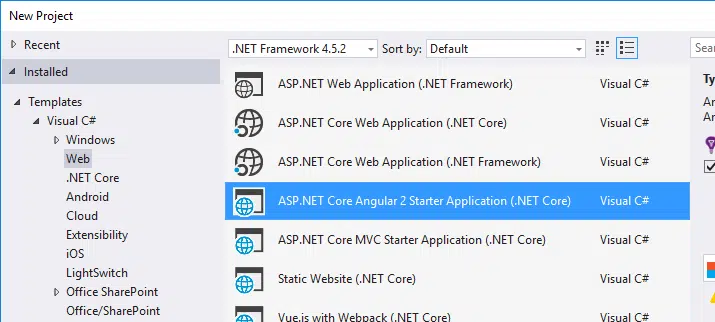 New Project
Recent
.NET Framework 4.5.2
Sort by: Default
Sear
Installed
Templates
Visual C#
Windows
Web
.NET Core
Android
Cloud
Extensibility
iOS
LightSwitch
Office SharePoint
Office/SharePoint
ASP.NET Web Application (.NET Framework) Visual C#
ASP.NET Core Web Application (.NET Core) Visual C#
ASP.NET Core Web Application (.NET Framework) Visual C#
ASP.NET Core Angular 2 Starter Application (.NET Core) Visual C#
ASP.NET Core MVC Starter Application (.NET Core) Visual C#
Static Website (.NET Core) Visual C#
Vue.js with Webpack (.NET Core) Visual C#
Ty
An
An